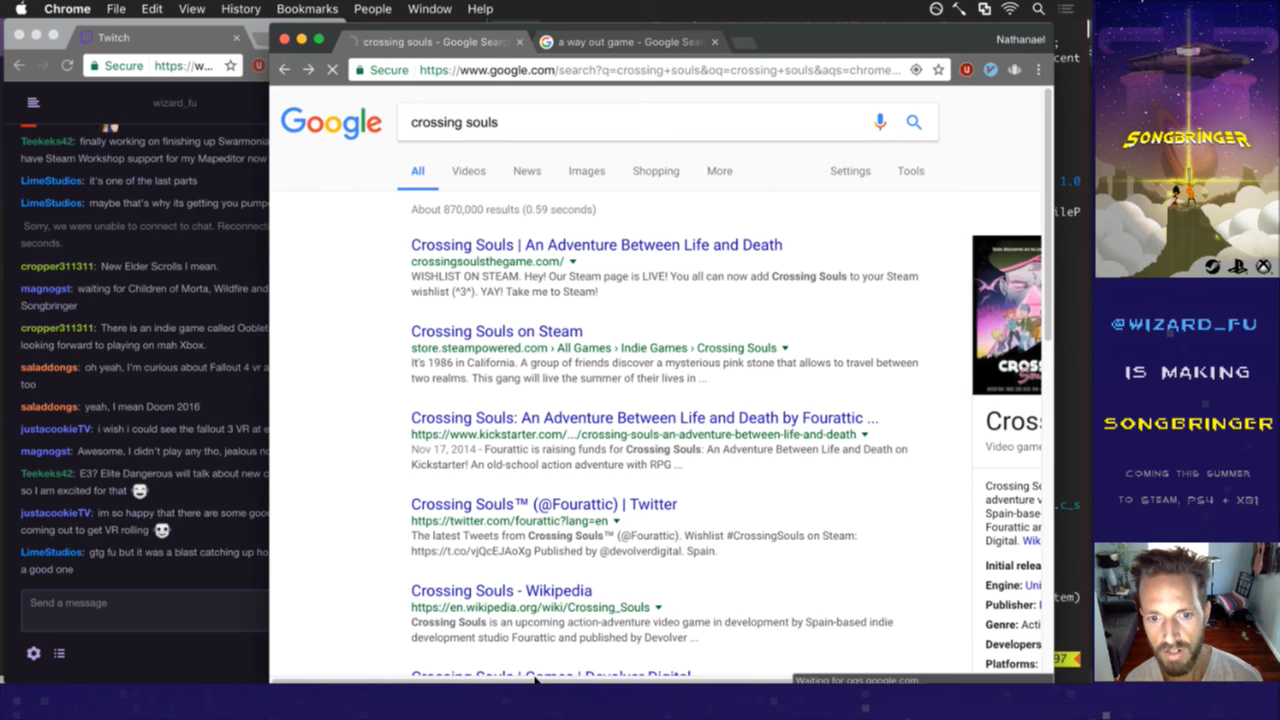 Chrome File Edit View History Bookmarks People Window Help
Twitch
Secure https://w...
wizard_fu
Teekeks42: finally working on finishing up Swarmonia
have Steam Workshop support for my Mapeditor now
LimeStudios: it's one of the last parts
LimeStudios: maybe that's why its getting you pump
Sorry, we were unable to connect to chat. Reconnec
seconds.
cropper311311: New Elder Scrolls I mean.
magnogst: waiting for Children of Morta, Wildfire and
Songbringer
cropper311311: There is an indie game called Ooblet
looking forward to playing on mah Xbox.
saladdongs: oh yeah, I'm curious about Fallout 4 vr a
too
saladdongs: yeah, I mean Doom 2016
justacookieTV: i wish i could see the fallout 3 VR at e
magnogst: Awesome, I didn't play any tho, jealous no
Teekeks42: E3? Elite Dangerous will talk about new c
so I am excited for that
justacookieTV: im so happy that there are some good
coming out to get VR rolling
LimeStudios: gtg fu but it was a blast catching up ho
a good one
Send a message
crossing souls - Google Sear
a way out game - Google Sear
Nathanael
Secure https://www.google.com/search?q=crossing+souls&oq=crossing+souls&aqs=chrome...
Google
crossing souls
All Videos News Images Shopping More Settings Tools
About 870,000 results (0.59 seconds)
Crossing Souls | An Adventure Between Life and Death
crossingsoulsthegame.com/
WISHLIST ON STEAM. Hey! Our Steam page is LIVE! You all can now add Crossing Souls to your Steam
wishlist (^3^). YAY! Take me to Steam!
Crossing Souls on Steam
store.steampowered.com › All Games › Indie Games › Crossing Souls
It's 1986 in California. A group of friends discover a mysterious pink stone that allows to travel between
two realms. This gang will live the summer of their lives in ...
Crossing Souls: An Adventure Between Life and Death by Fourattic ...
https://www.kickstarter.com/.../crossing-souls-an-adventure-between-life-and-death
Nov 17, 2014 - Fourattic is raising funds for Crossing Souls: An Adventure Between Life and Death on
Kickstarter! An old-school action adventure with RPG ...
Crossing Souls™ (@Fourattic) | Twitter
https://twitter.com/fourattic?lang=en
The latest Tweets from Crossing Souls™ (@Fourattic). Wishlist #CrossingSouls on Steam:
https://t.co/vjQcEJAoXg Published by @devolverdigital. Spain.
Crossing Souls - Wikipedia
https://en.wikipedia.org/wiki/Crossing_Souls
Crossing Souls is an upcoming action-adventure video game in development by Spain-based indie
development studio Fourattic and published by Devolver ...
Crossing Souls | Games | Devolver Digital
Waiting for ogs.google.com...
CROSS
Cros
Video game
Crossing So
adventure v
Spain-base
Fourattic an
Digital. Wik
Initial relea
Engine: Uni
Publisher:
Genre: Acti
Developers
Platforms:
cent
1.0
ileP
.c_s
tem)
97
SONGBRINGER
@WIZARD_FU
IS MAKING
SONGBRINGER
COMING THIS SUMMER
TO STEAM, PS4 + XB1